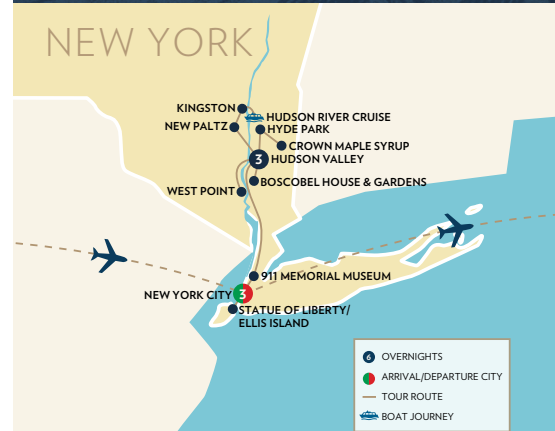 NEW YORK
KINGSTON
HUDSON RIVER CRUISE
NEW PALTZ
HYDE PARK
CROWN MAPLE SYRUP
3
HUDSON VALLEY
BOSCOBEL HOUSE & GARDENS
WEST POINT
911 MEMORIAL MUSEUM
NEW YORK CITY
3
STATUE OF LIBERTY/
ELLIS ISLAND
6 OVERNIGHTS
ARRIVAL/DEPARTURE CITY
TOUR ROUTE
BOAT JOURNEY